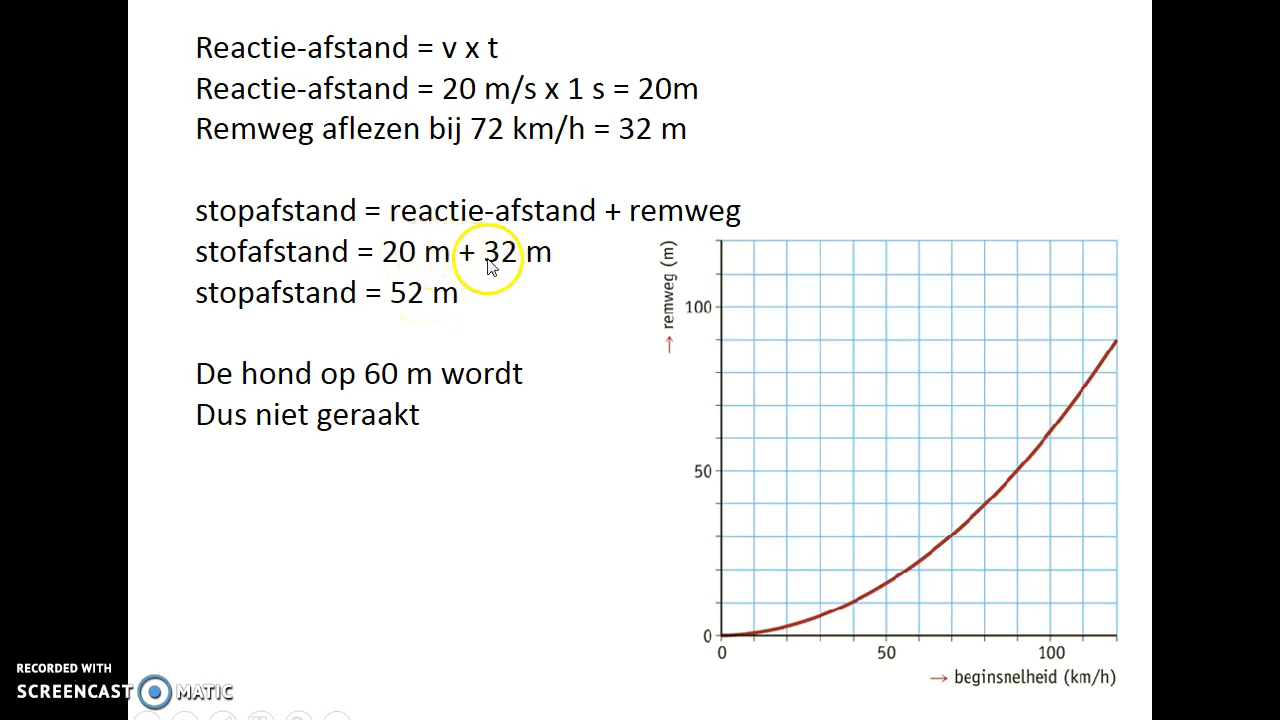 Reactie-afstand = v x t
Reactie-afstand = 20 m/s x 1 s = 20m
Remweg aflezen bij 72 km/h = 32 m
stopafstand = reactie-afstand + remweg
stofafstand = 20 m + 32 m
stopafstand = 52 m
De hond op 60 m wordt
Dus niet geraakt
→ remweg (m)
100
50
0
0 50 100
→ beginsnelheid (km/h)
RECORDED WITH
SCREENCAST MATIC